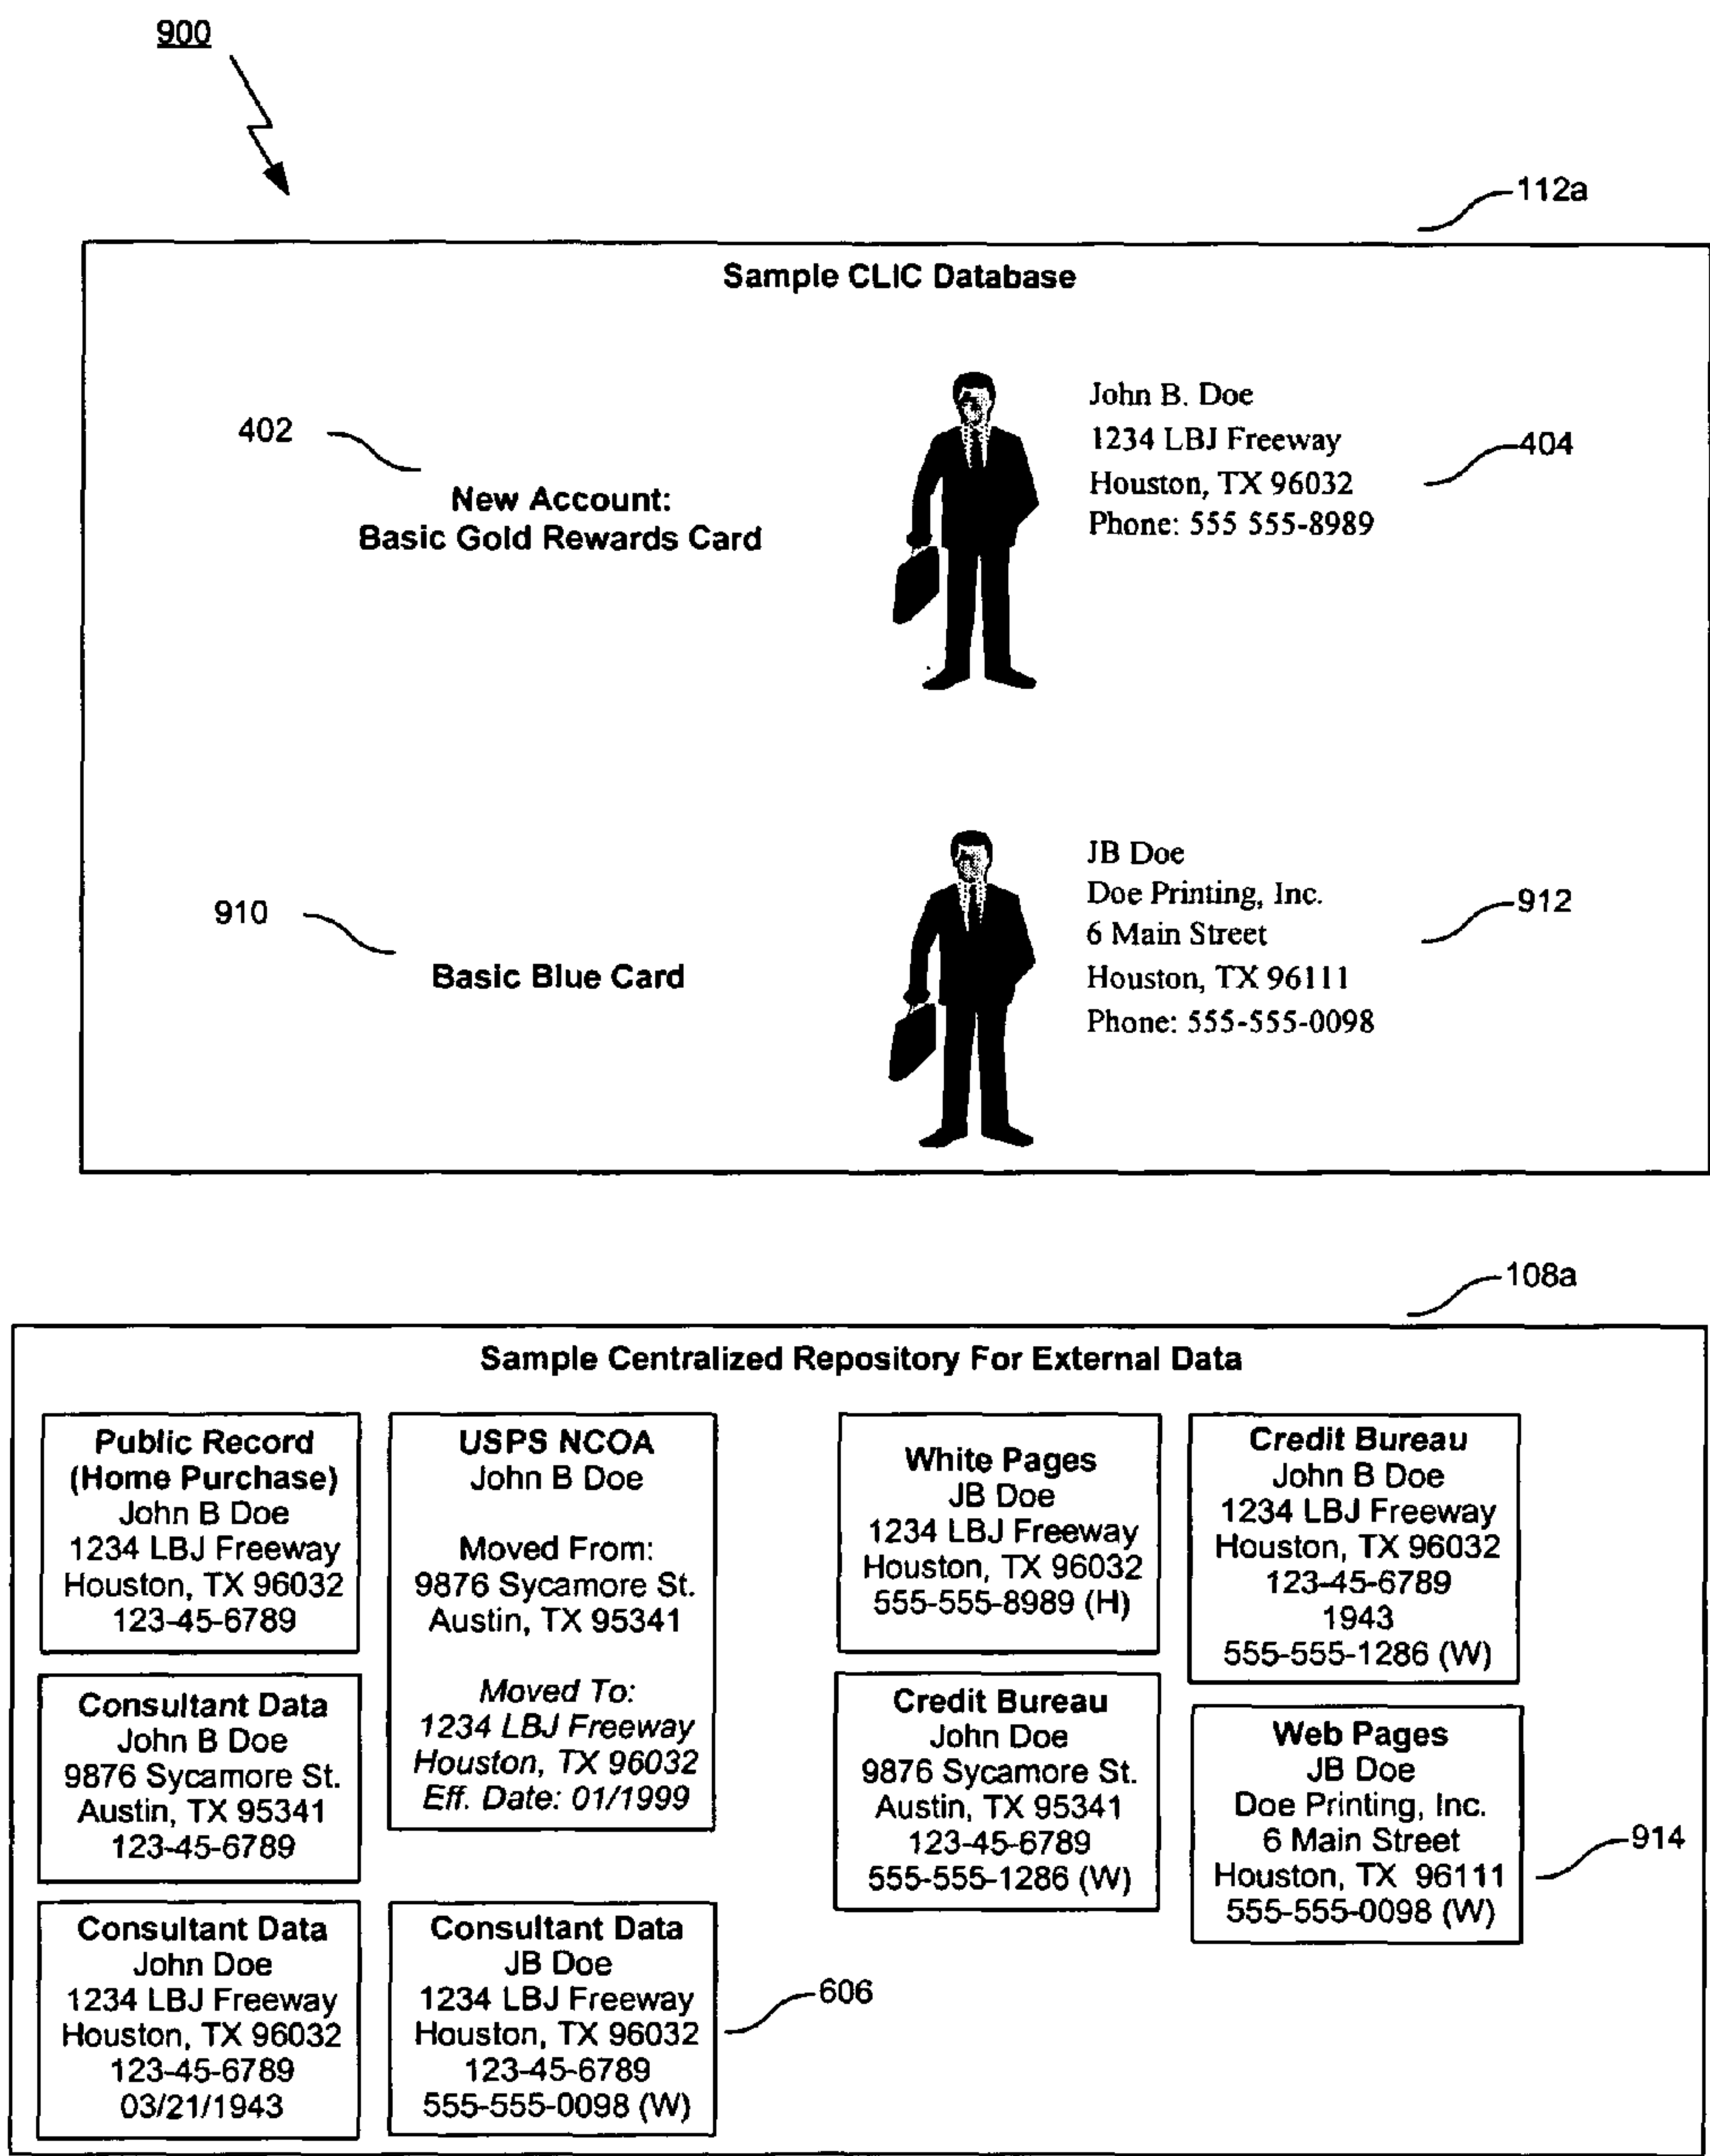 900
112a
Sample CLIC Database
402
New Account:
Basic Gold Rewards Card
John B. Doe
1234 LBJ Freeway
Houston, TX 96032
Phone: 555 555-8989
404
910
Basic Blue Card
JB Doe
Doe Printing, Inc.
6 Main Street
Houston, TX 96111
Phone: 555-555-0098
912
108a
Sample Centralized Repository For External Data
Public Record
(Home Purchase)
John B Doe
1234 LBJ Freeway
Houston, TX 96032
123-45-6789
USPS NCOA
John B Doe
Moved From:
9876 Sycamore St.
Austin, TX 95341
Moved To:
1234 LBJ Freeway
Houston, TX 96032
Eff. Date: 01/1999
White Pages
JB Doe
1234 LBJ Freeway
Houston, TX 96032
555-555-8989 (H)
Credit Bureau
John B Doe
1234 LBJ Freeway
Houston, TX 96032
123-45-6789
1943
555-555-1286 (W)
Consultant Data
John B Doe
9876 Sycamore St.
Austin, TX 95341
123-45-6789
Credit Bureau
John Doe
9876 Sycamore St.
Austin, TX 95341
123-45-6789
555-555-1286 (W)
Web Pages
JB Doe
Doe Printing, Inc.
6 Main Street
Houston, TX 96111
555-555-0098 (W)
914
Consultant Data
John Doe
1234 LBJ Freeway
Houston, TX 96032
123-45-6789
03/21/1943
Consultant Data
JB Doe
1234 LBJ Freeway
Houston, TX 96032
123-45-6789
555-555-0098 (W)
606